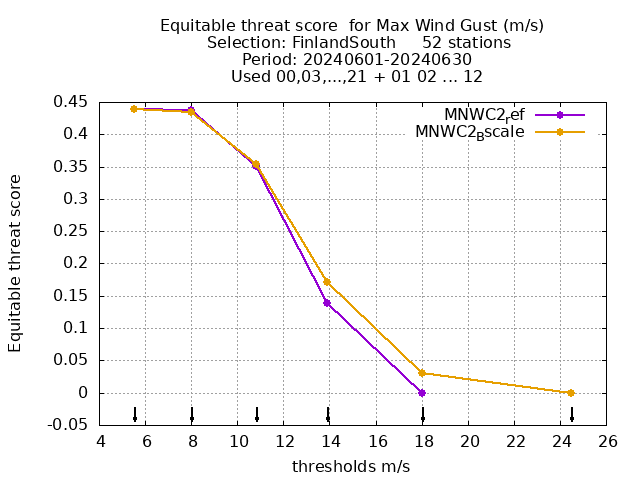 Equitable threat score  for Max Wind Gust (m/s)
Selection: FinlandSouth     52 stations
Period: 20240601-20240630
Used 00,03,...,21 + 01 02 ... 12
MNWC2_ref
MNWC2_Bscale
Equitable threat score
0.45
0.4
0.35
0.3
0.25
0.2
0.15
0.1
0.05
0
-0.05
4 6 8 10 12 14 16 18 20 22 24 26
thresholds m/s